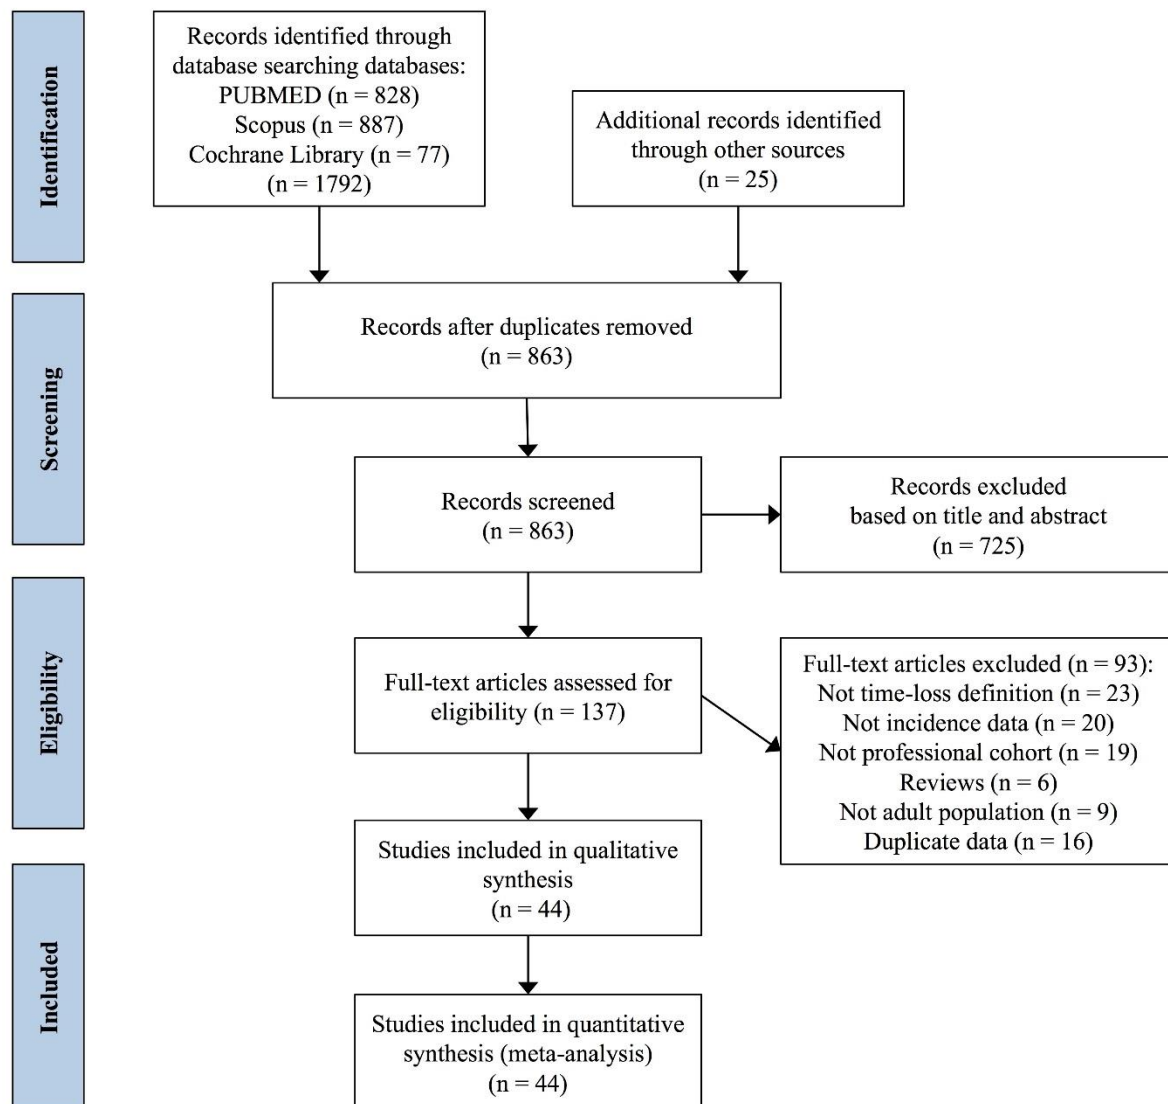 Identification
Records identified through
database searching databases:
PUBMED (n = 828)
Scopus (n = 887)
Cochrane Library (n = 77)
(n = 1792)
Additional records identified
through other sources
(n = 25)
Screening
Records after duplicates removed
(n = 863)
Records screened
(n = 863)
Records excluded
based on title and abstract
(n = 725)
Eligibility
Full-text articles assessed for
eligibility (n = 137)
Full-text articles excluded (n = 93):
Not time-loss definition (n = 23)
Not incidence data (n = 20)
Not professional cohort (n = 19)
Reviews (n = 6)
Not adult population (n = 9)
Duplicate data (n = 16)
Studies included in qualitative
synthesis
(n = 44)
Included
Studies included in quantitative
synthesis (meta-analysis)
(n = 44)